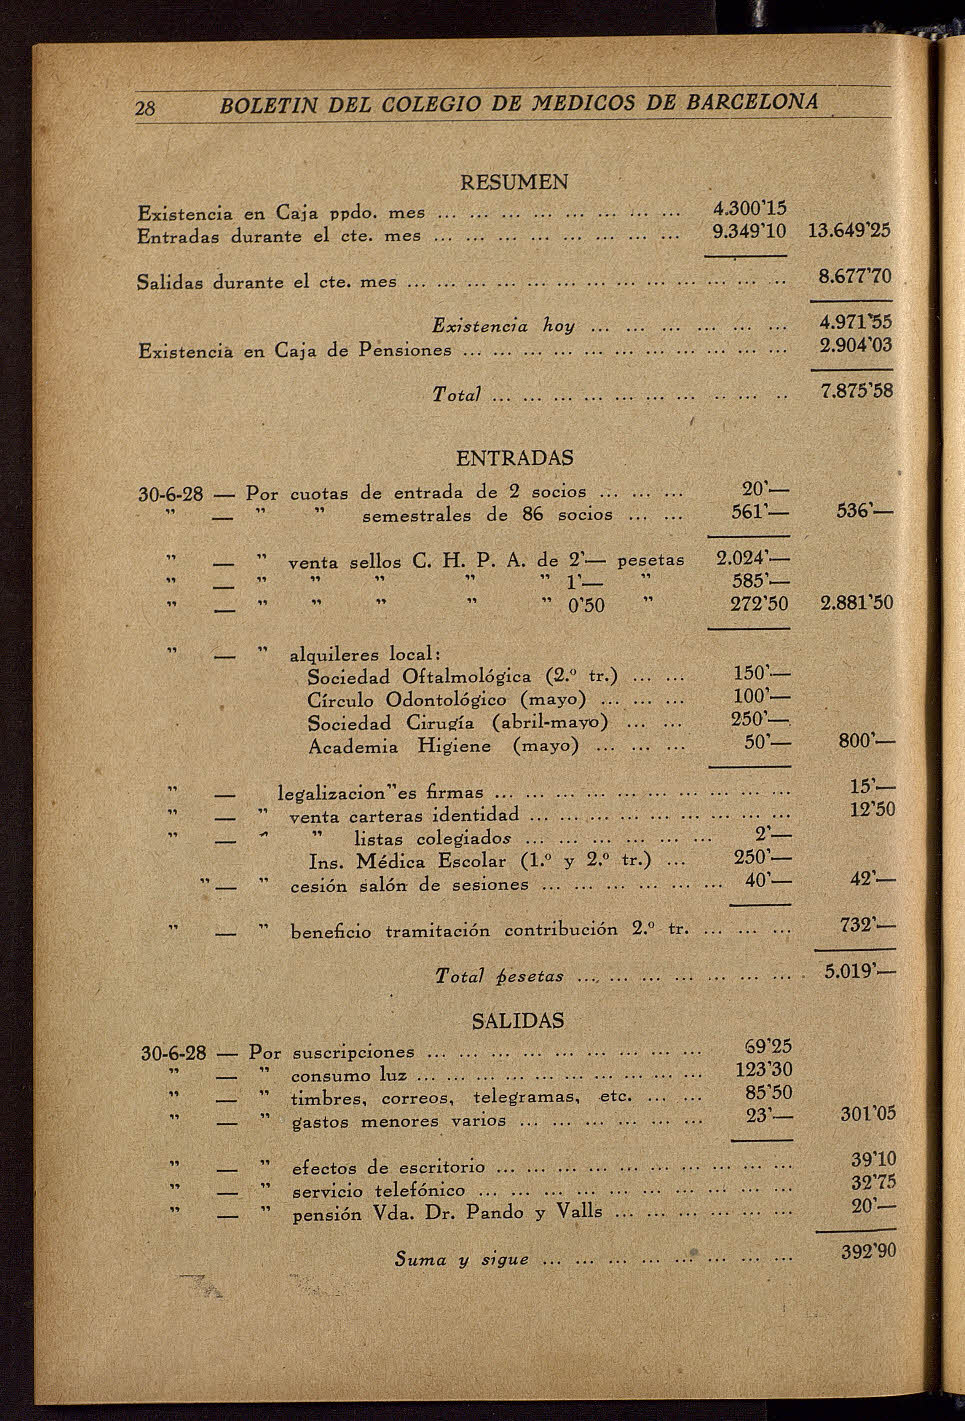 28 BOLETIN DEL COLEGIO DE MEDICOS DE BARCELONA
RESUMEN
Existencia en Caja ppdo. mes ... ... ... ... ... ... ... ... 4.300'15
Entradas durante el cte. mes ... ... ... ... ... ... ... ... 9.349'10 13.649'25
Salidas durante el cte. mes ... ... ... ... ... ... ... ... ... ... ... ... .. 8.677'70
Existencia hoy ... ... ... ... ... ... ... 4.971'55
Existencia en Caja de Pensiones ... ... ... ... ... ... ... ... ... ... ... 2.904'03
Total ... ... ... ... ... ... ... .. ... .. 7.875'58
ENTRADAS
30-6-28 — Por cuotas de entrada de 2 socios ... ... ... 20'—
" — " " semestrales de 86 socios ... ... 561'— 536'—
" — " venta sellos C. H. P. A. de 2'— pesetas 2.024'—
" — " " " " " 1'— " 585'—
" — " " " " " 0'50 " 272'50 2.881'50
" — " alquileres local:
Sociedad Oftalmológica (2.º tr.) ... ... 150'—
Círculo Odontológico (mayo) ... ... ... 100'—
Sociedad Cirugía (abril-mayo) ... ... 250'—
Academia Higiene (mayo) ... ... ... 50'— 800'—
" — legalizacion"es firmas ... ... ... ... ... ... ... ... ... ... 15'—
" — " venta carteras identidad ... ... ... ... ... ... ... ... ... 12'50
" — " " listas colegiados ... ... ... ... ... ... ... 2'—
Ins. Médica Escolar (1.º y 2.º tr.) ... 250'—
" — " cesión salón de sesiones ... ... ... ... ... ... 40'— 42'—
" — " beneficio tramitación contribución 2.º tr. ... ... ... 732'—
Total pesetas ... ... ... ... ... ... ... 5.019'—
SALIDAS
30-6-28 — Por suscripciones ... ... ... ... ... ... ... ... ... 69'25
" — " consumo luz ... ... ... ... ... ... ... ... ... ... 123'30
" — " timbres, correos, telegramas, etc. ... ... 85'50
" — " gastos menores varios ... ... ... ... ... ... 23'— 301'05
" — " efectos de escritorio ... ... ... ... ... ... ... ... ... ... 39'10
" — " servicio telefónico ... ... ... ... ... ... ... ... ... ... 32'75
" — " pensión Vda. Dr. Pando y Valls ... ... ... ... ... ... 20'—
Suma y sigue ... ... ... ... ... ... ... ... 392'90